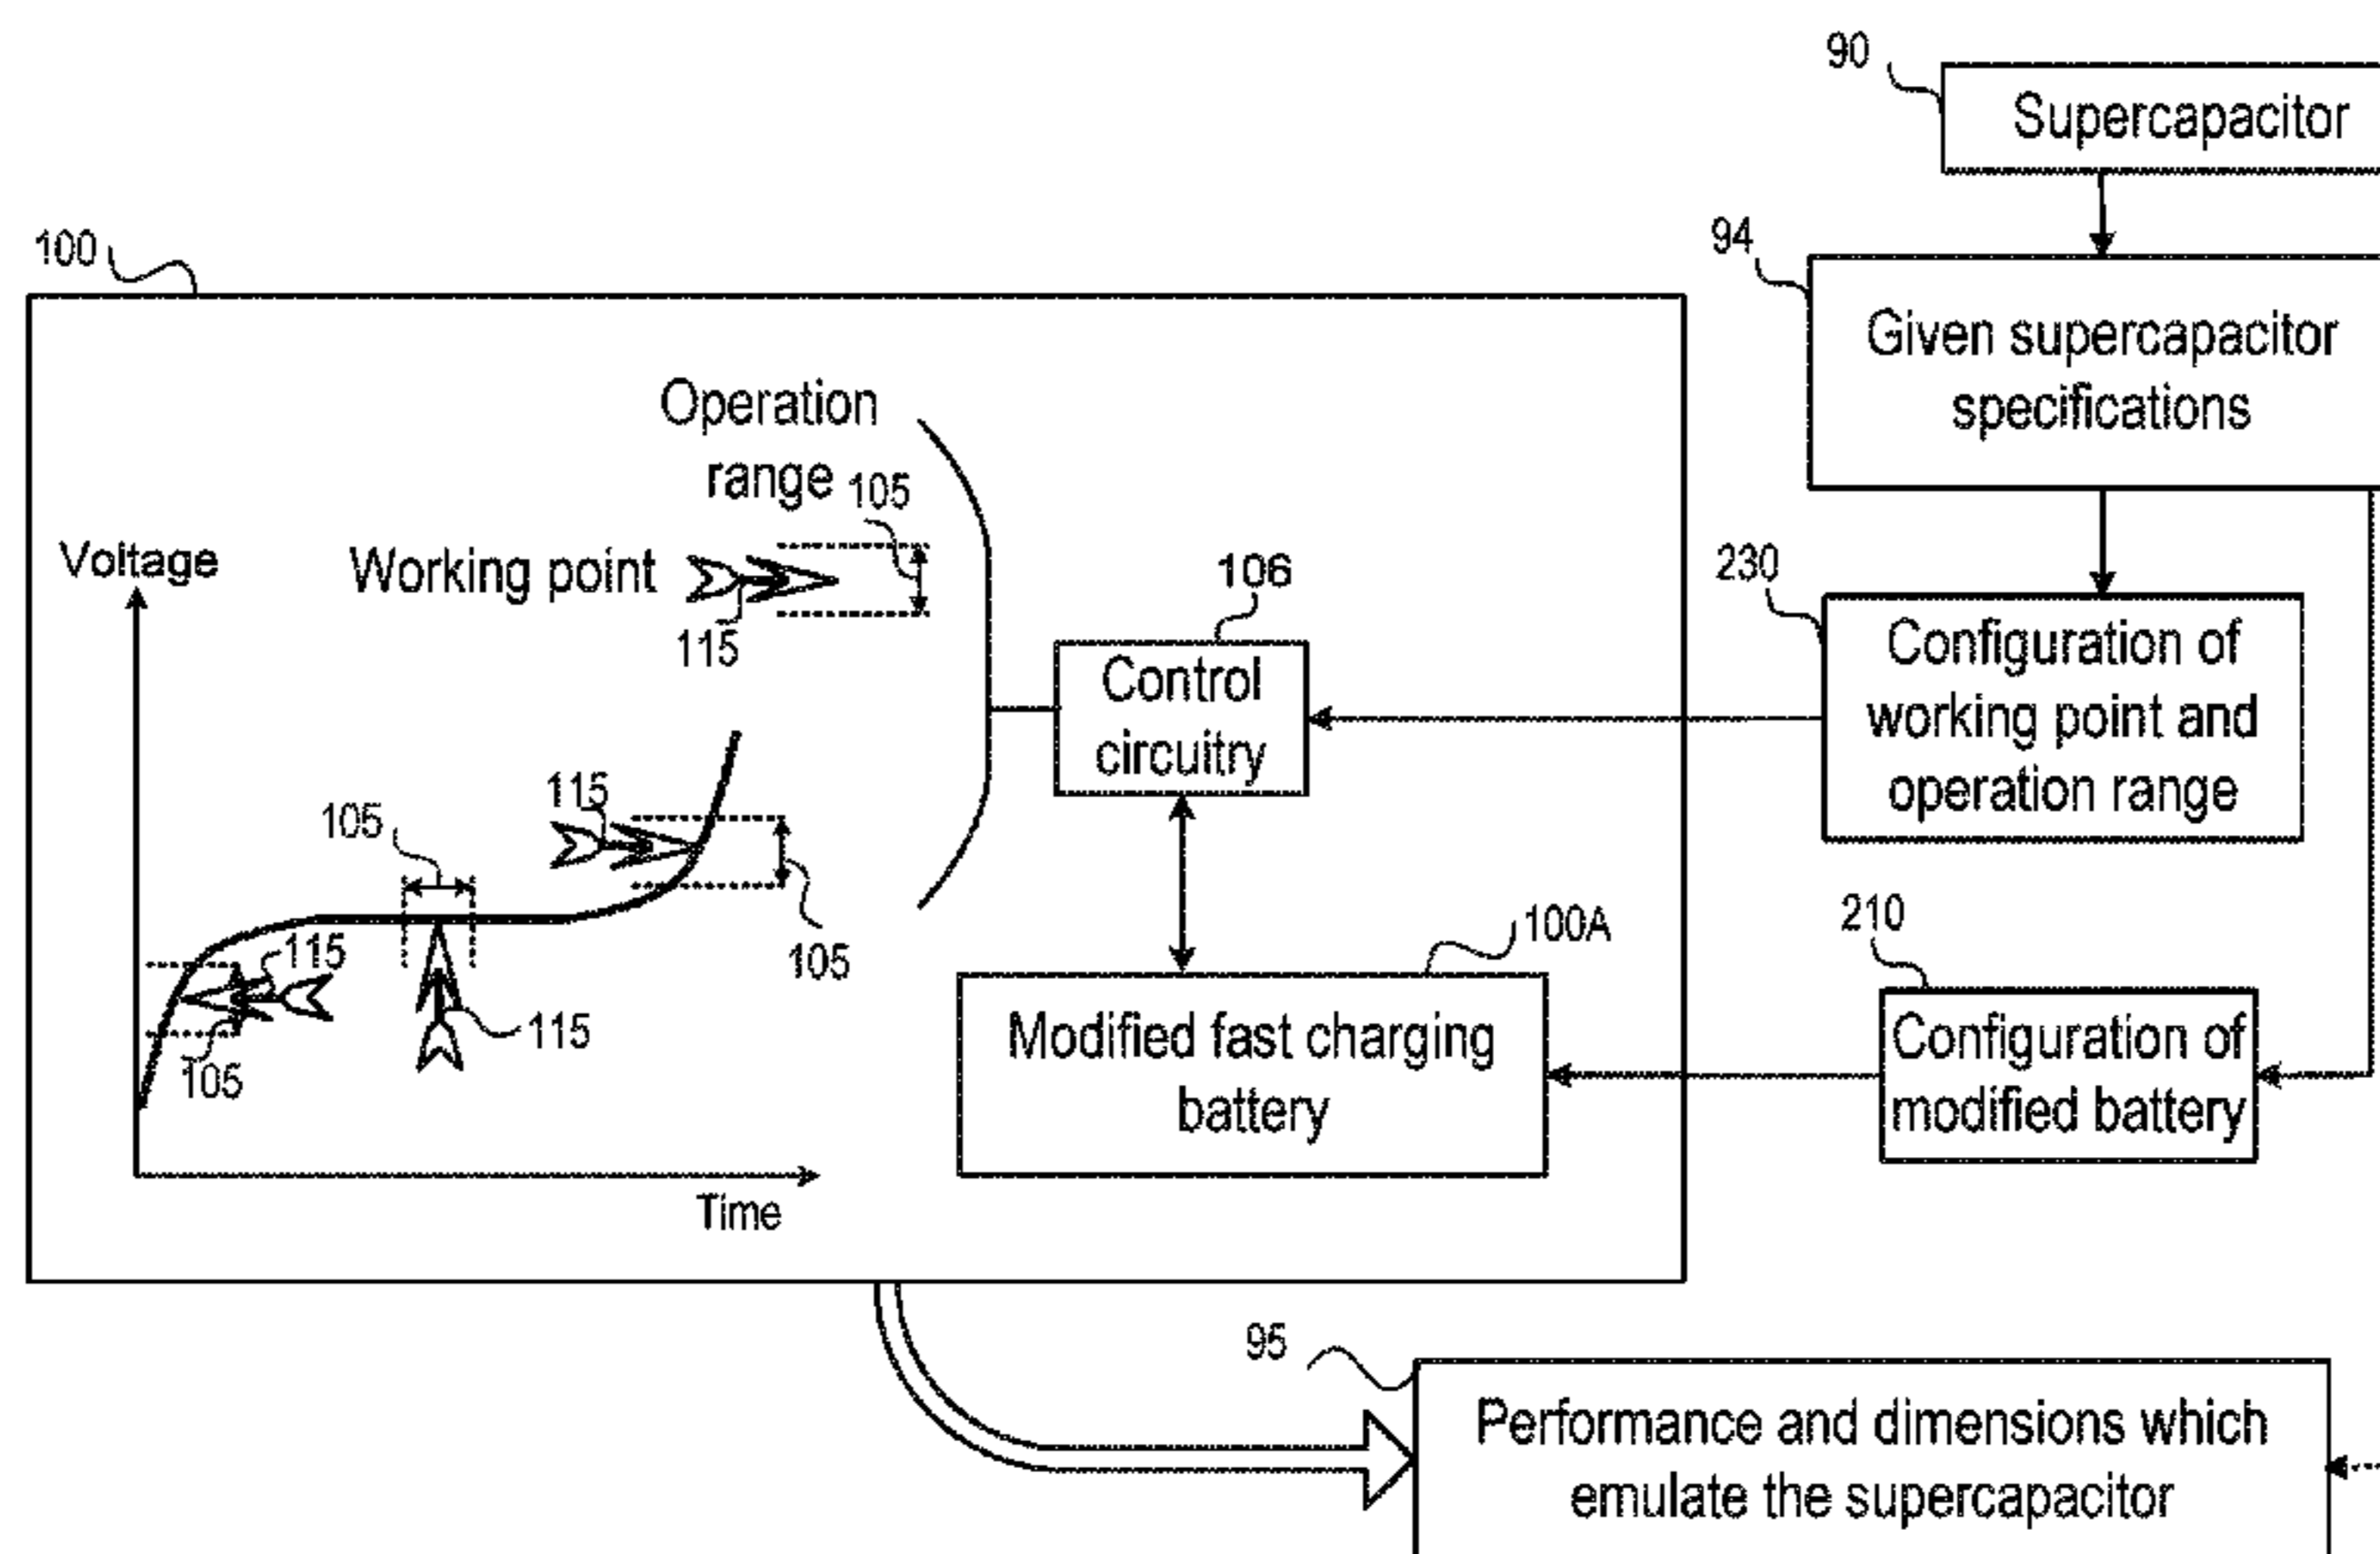 90
Supercapacitor
100
94
Given supercapacitor
specifications
Operation
range
105
Voltage
Working point
115
106
230
Control
circuitry
Configuration of
working point and
operation range
115
105
105
100A
210
115
105
115
Modified fast charging
battery
Configuration of
modified battery
Time
95
Performance and dimensions which
emulate the supercapacitor